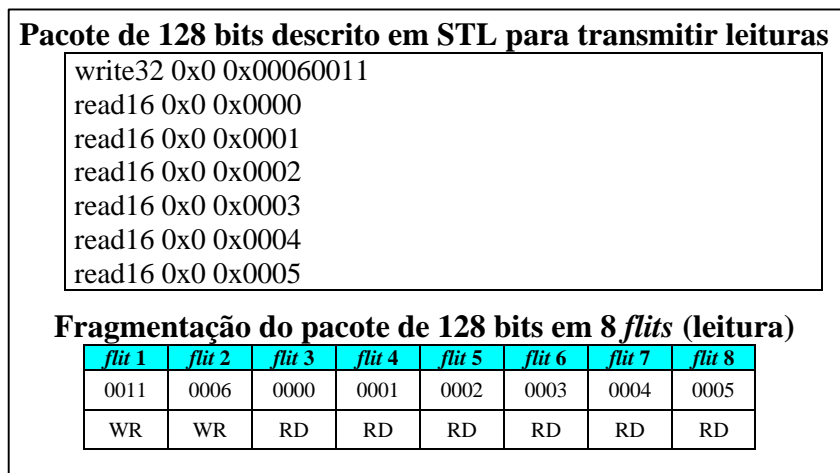 Pacote de 128 bits descrito em STL para transmitir leituras
write32 0x0 0x00060011
read16 0x0 0x0000
read16 0x0 0x0001
read16 0x0 0x0002
read16 0x0 0x0003
read16 0x0 0x0004
read16 0x0 0x0005
Fragmentação do pacote de 128 bits em 8 flits (leitura)
flit 1 flit 2 flit 3 flit 4 flit 5 flit 6 flit 7 flit 8
0011 0006 0000 0001 0002 0003 0004 0005
WR WR RD RD RD RD RD RD